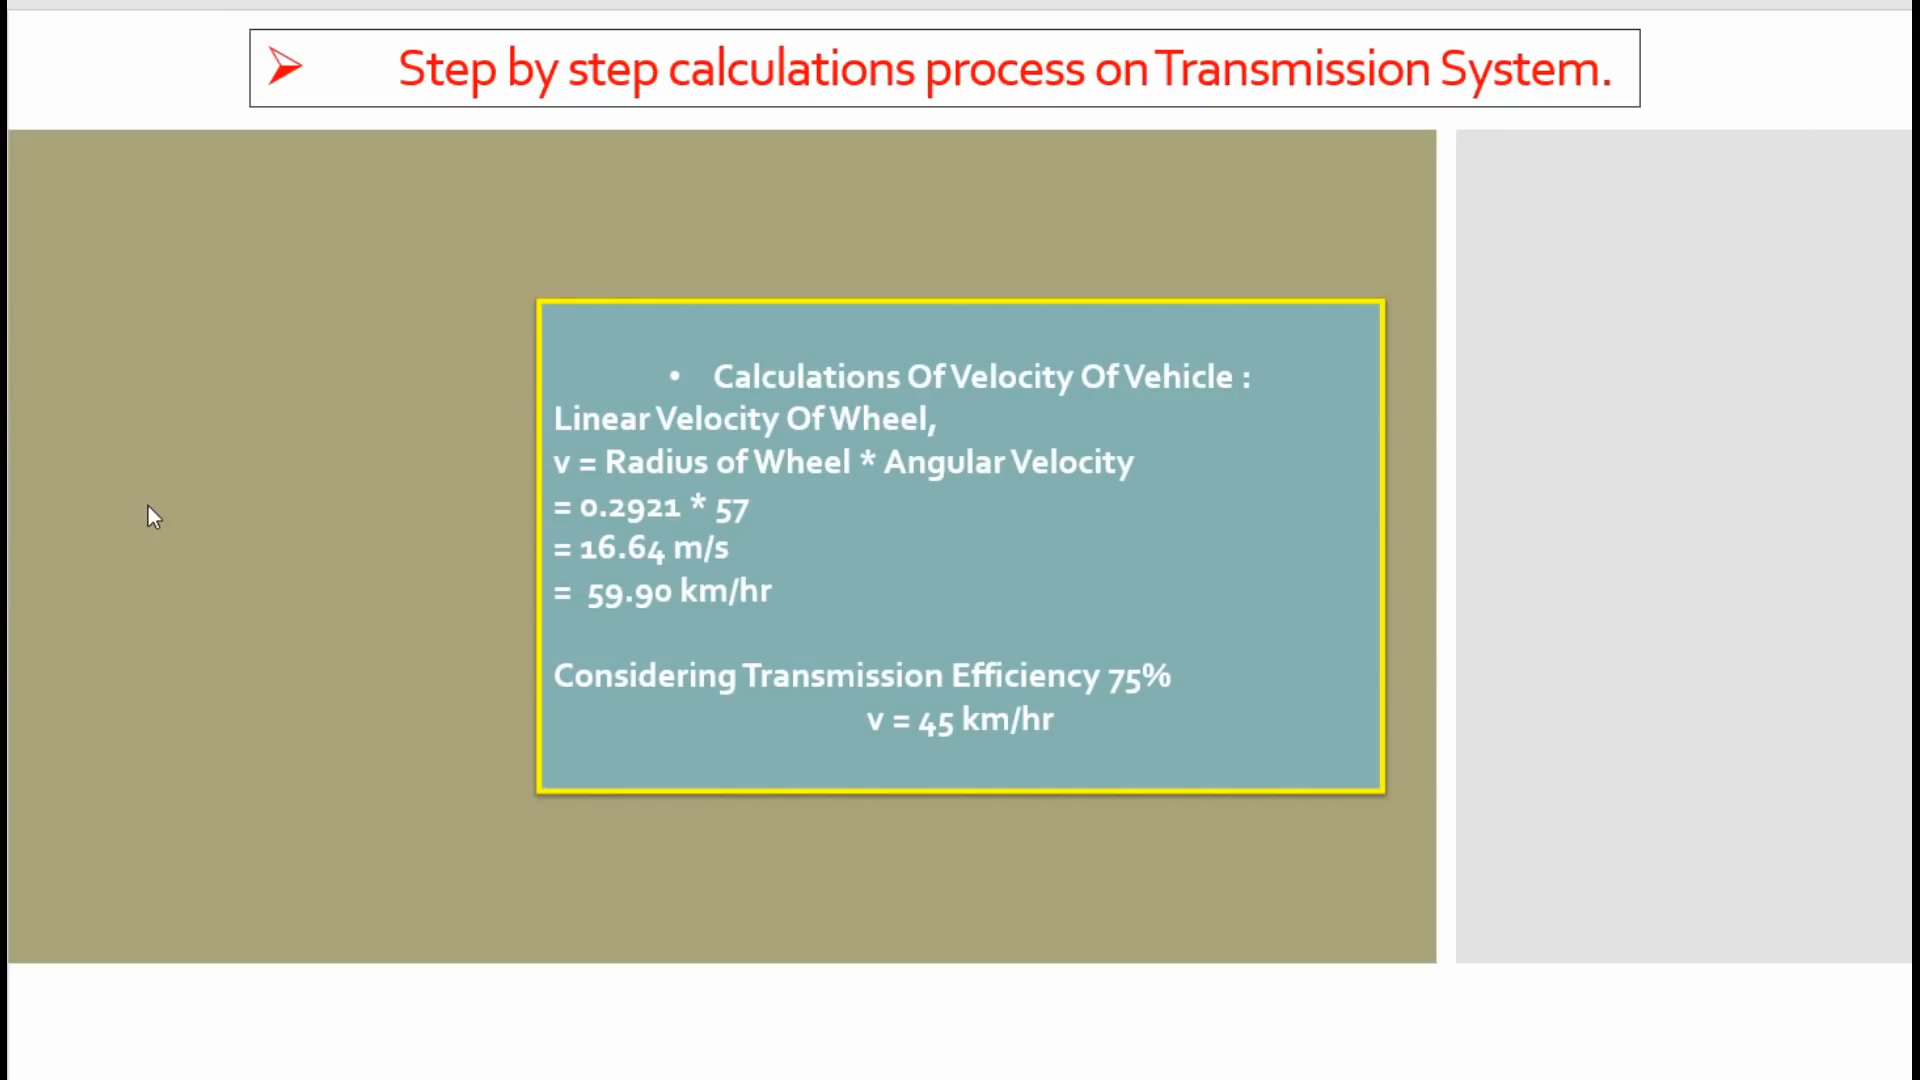 ➢ Step by step calculations process on Transmission System.
• Calculations Of Velocity Of Vehicle :
Linear Velocity Of Wheel,
v = Radius of Wheel * Angular Velocity
= 0.2921 * 57
= 16.64 m/s
= 59.90 km/hr
Considering Transmission Efficiency 75%
v = 45 km/hr